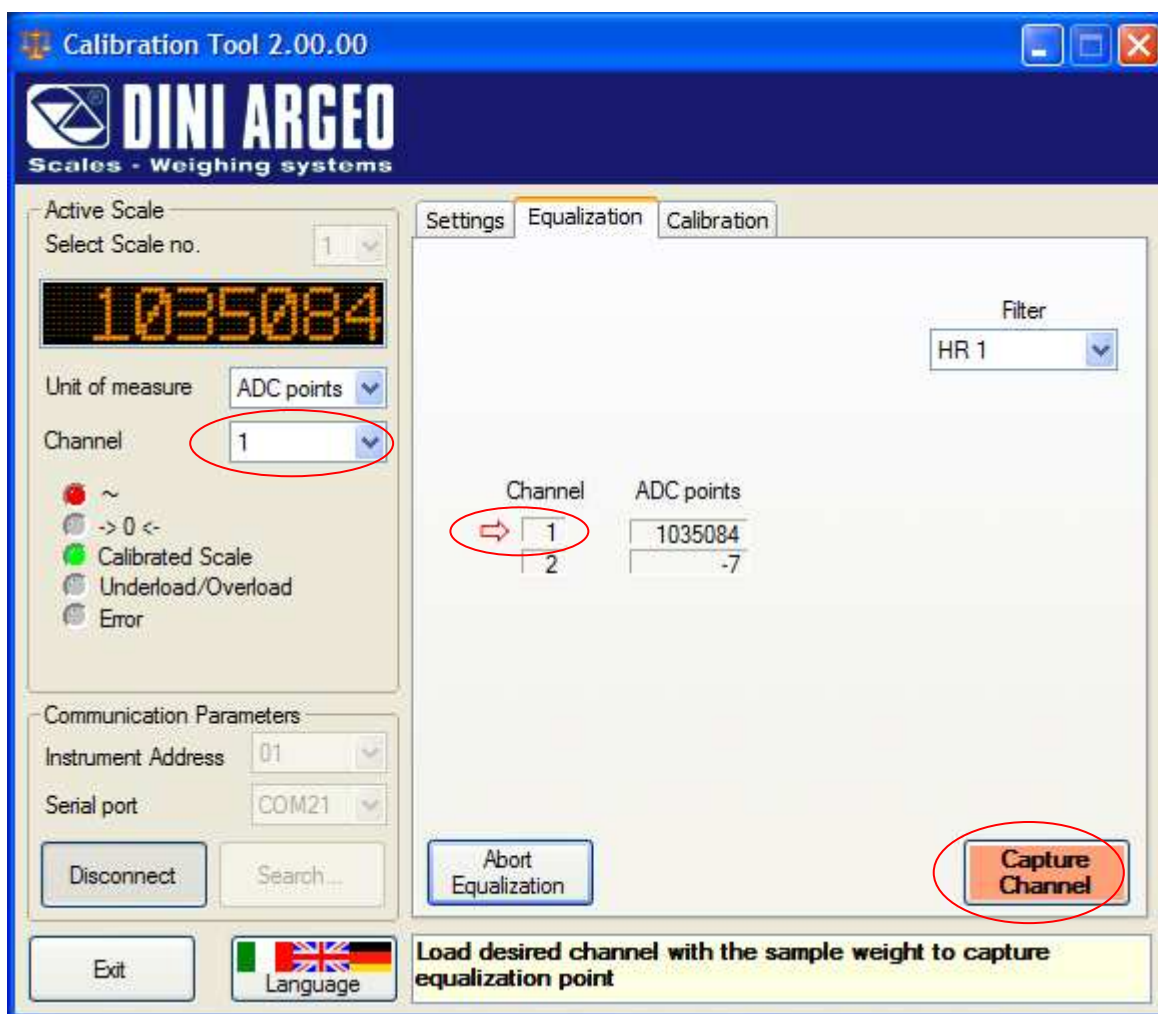 Calibration Tool 2.00.00
DINI ARGEO
Scales - Weighing systems
Active Scale
Select Scale no. 1
1035084
Unit of measure ADC points
Channel 1
~
-> 0 <-
Calibrated Scale
Underload/Overload
Error
Communication Parameters
Instrument Address 01
Serial port COM21
Disconnect Search...
Exit Language
Settings Equalization Calibration
Filter
HR 1
Channel ADC points
1 1035084
2 -7
Abort
Equalization
Capture
Channel
Load desired channel with the sample weight to capture
equalization point